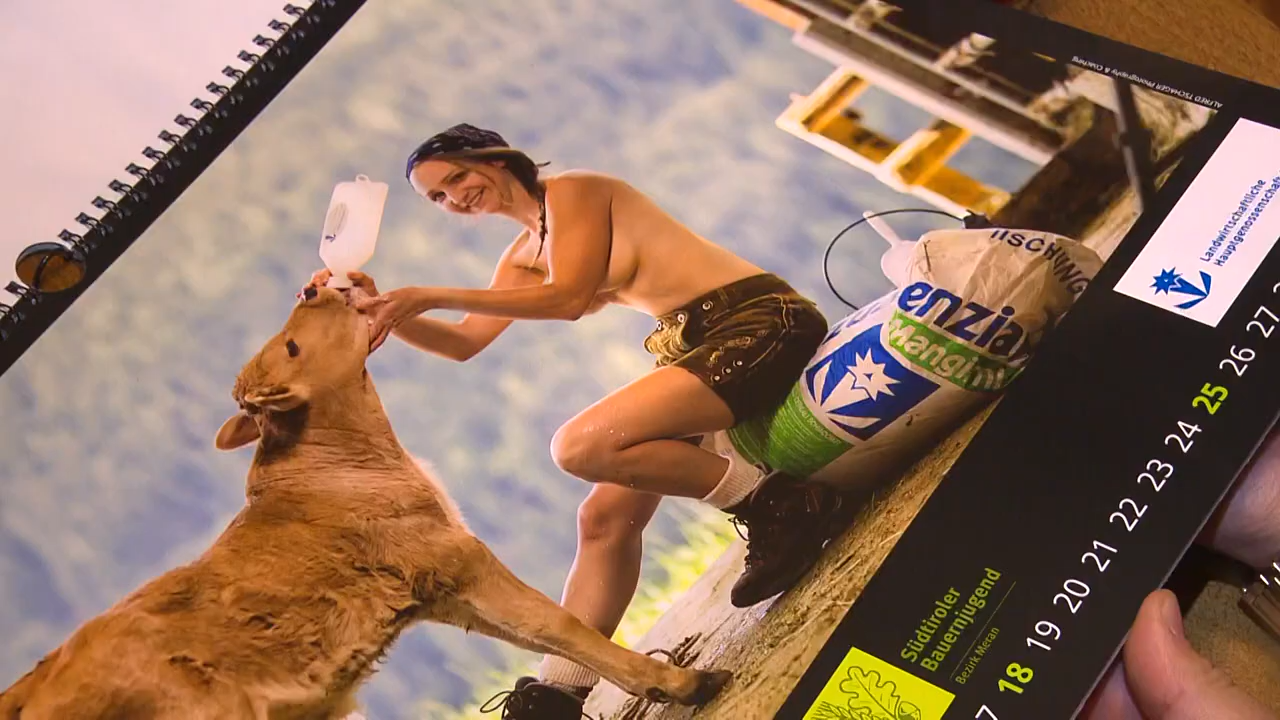 ALFRED TSCHAGER Photography & Coaching
Landwirtschaftliche
Hauptgenossenschaft
enzian
Mangimi
Südtiroler
Bauernjugend
Bezirk Meran
18 19 20 21 22 23 24 25 26 27